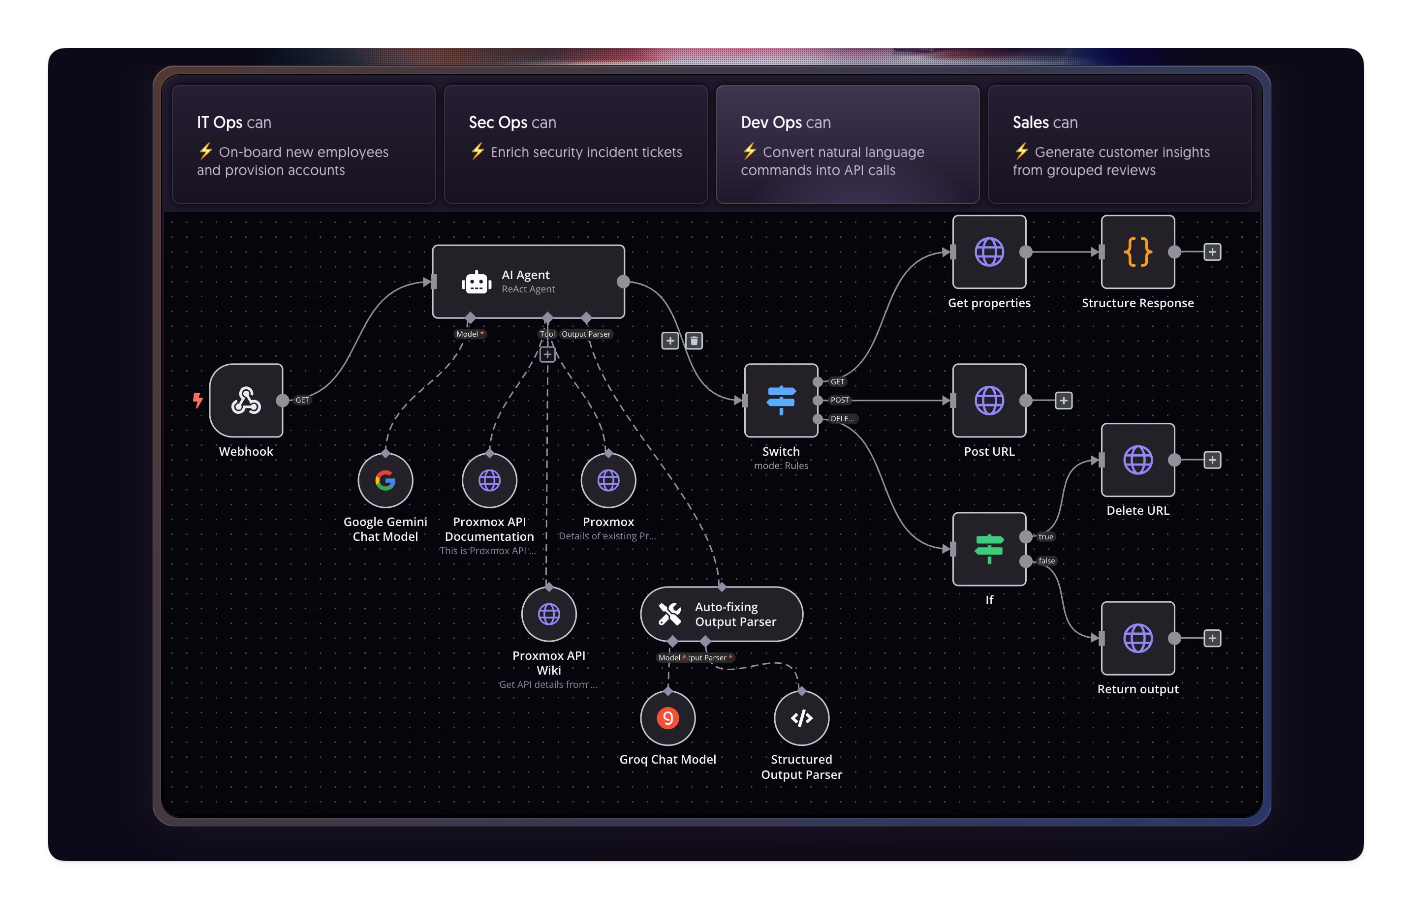 IT Ops can
⚡ On-board new employees
and provision accounts
Sec Ops can
⚡ Enrich security incident tickets
Dev Ops can
⚡ Convert natural language
commands into API calls
Sales can
⚡ Generate customer insights
from grouped reviews
AI Agent
ReAct Agent
Model *
Tool
Output Parser
GET
Webhook
Google Gemini
Chat Model
Proxmox API
Documentation
This is Proxmox API ...
Proxmox
Details of existing Pr...
Proxmox API
Wiki
Get API details from ...
Auto-fixing
Output Parser
Model *
tput Parser *
Groq Chat Model
Structured
Output Parser
Switch
mode: Rules
GET
POST
DELE...
Get properties
Structure Response
Post URL
If
true
false
Delete URL
Return output